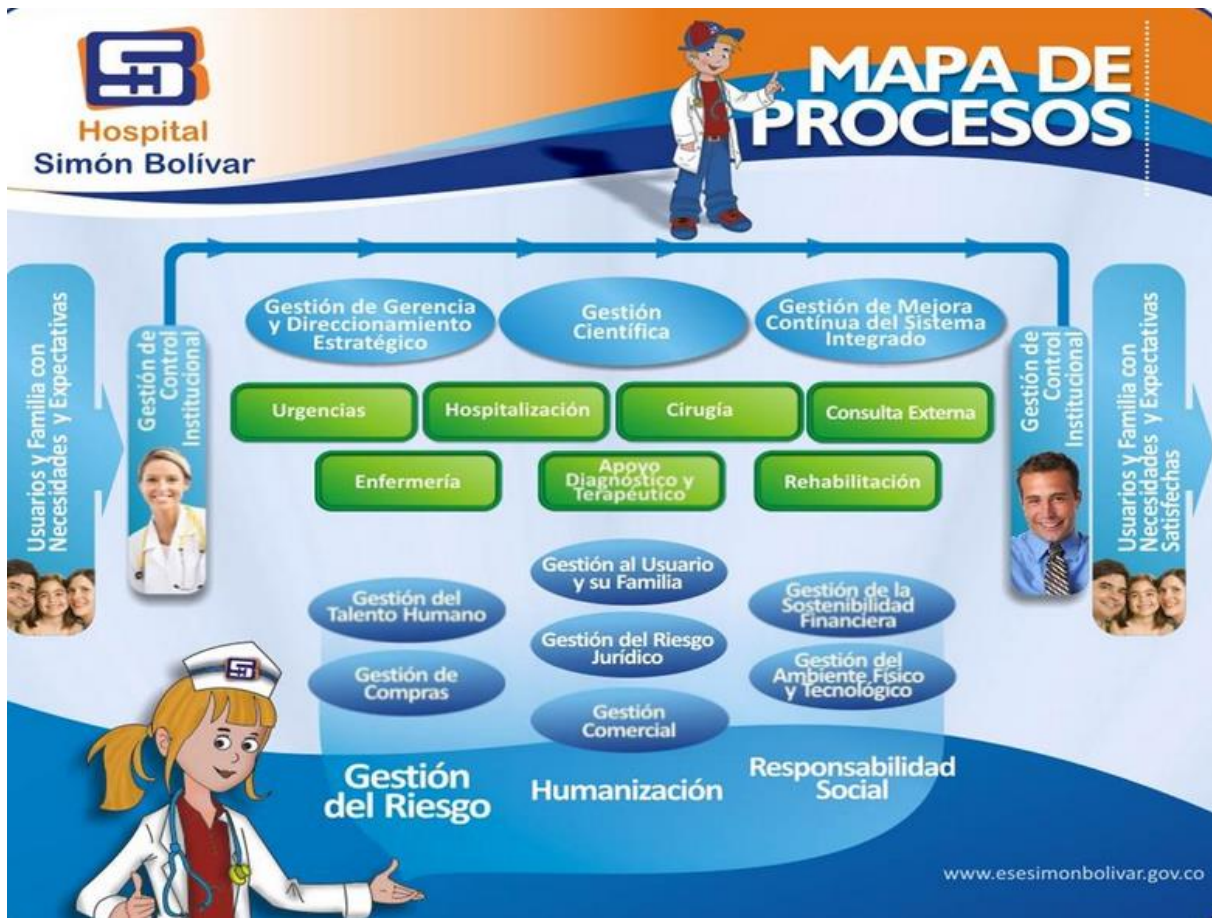 SHB
Hospital
Simón Bolívar
MAPA DE
PROCESOS
Usuarios y Familia con
Necesidades y Expectativas
Gestión de
Control
Institucional
Gestión de Gerencia
y Direccionamiento
Estratégico
Gestión
Científica
Gestión de Mejora
Contínua del Sistema
Integrado
Urgencias
Hospitalización
Cirugía
Consulta Externa
Enfermería
Apoyo
Diagnóstico y
Terapéutico
Rehabilitación
Gestión de
Control
Institucional
Usuarios y Familia con
Necesidades y Expectativas
Satisfechas
Gestión del
Talento Humano
Gestión de
Compras
Gestión al Usuario
y su Familia
Gestión del Riesgo
Jurídico
Gestión
Comercial
Gestión de la
Sostenibilidad
Financiera
Gestión del
Ambiente Físico
y Tecnológico
Gestión
del Riesgo
Humanización
Responsabilidad
Social
www.esesimonbolivar.gov.co